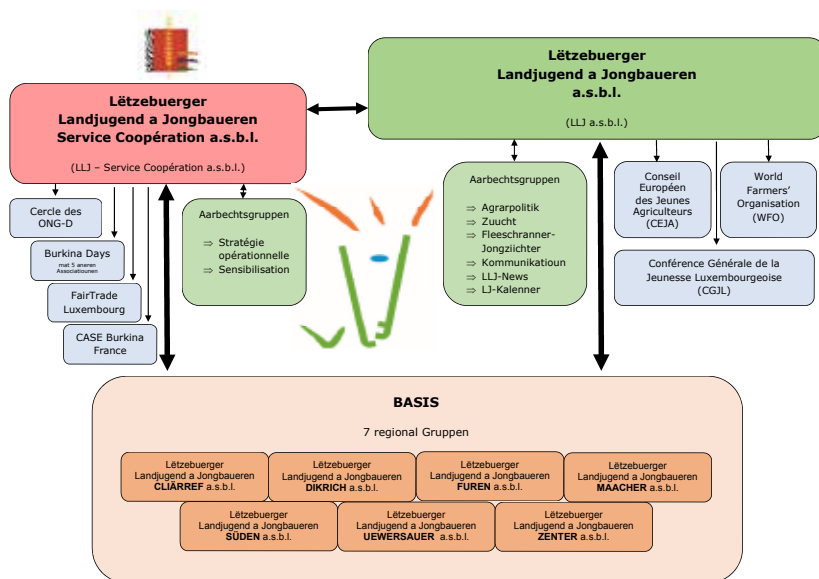 Lëtzebuerger
Landjugend a Jongbaueren
Service Coopération a.s.b.l.
(LLJ – Service Coopération a.s.b.l.)
Lëtzebuerger
Landjugend a Jongbaueren
a.s.b.l.
(LLJ a.s.b.l.)
Cercle des
ONG-D
Burkina Days
mat 5 aneren Associatiounen
FairTrade
Luxembourg
CASE Burkina
France
Aarbechtsgruppen
⇒ Stratégie
opérationnelle
⇒ Sensibilisation
Aarbechtsgruppen
⇒ Agrarpolitik
⇒ Zuucht
⇒ Fleeschranner-
Jongziichter
⇒ Kommunikatioun
⇒ LLJ-News
⇒ LJ-Kalenner
Conseil
Européen
des Jeunes
Agriculteurs
(CEJA)
World
Farmers'
Organisation
(WFO)
Conférence Générale de la
Jeunesse Luxembourgeoise
(CGJL)
BASIS
7 regional Gruppen
Lëtzebuerger
Landjugend a Jongbaueren
CLIÄRREF a.s.b.l.
Lëtzebuerger
Landjugend a Jongbaueren
DIKRICH a.s.b.l.
Lëtzebuerger
Landjugend a Jongbaueren
FUREN a.s.b.l.
Lëtzebuerger
Landjugend a Jongbaueren
MAACHER a.s.b.l.
Lëtzebuerger
Landjugend a Jongbaueren
SÜDEN a.s.b.l.
Lëtzebuerger
Landjugend a Jongbaueren
UEWERSAUER a.s.b.l.
Lëtzebuerger
Landjugend a Jongbaueren
ZENTER a.s.b.l.